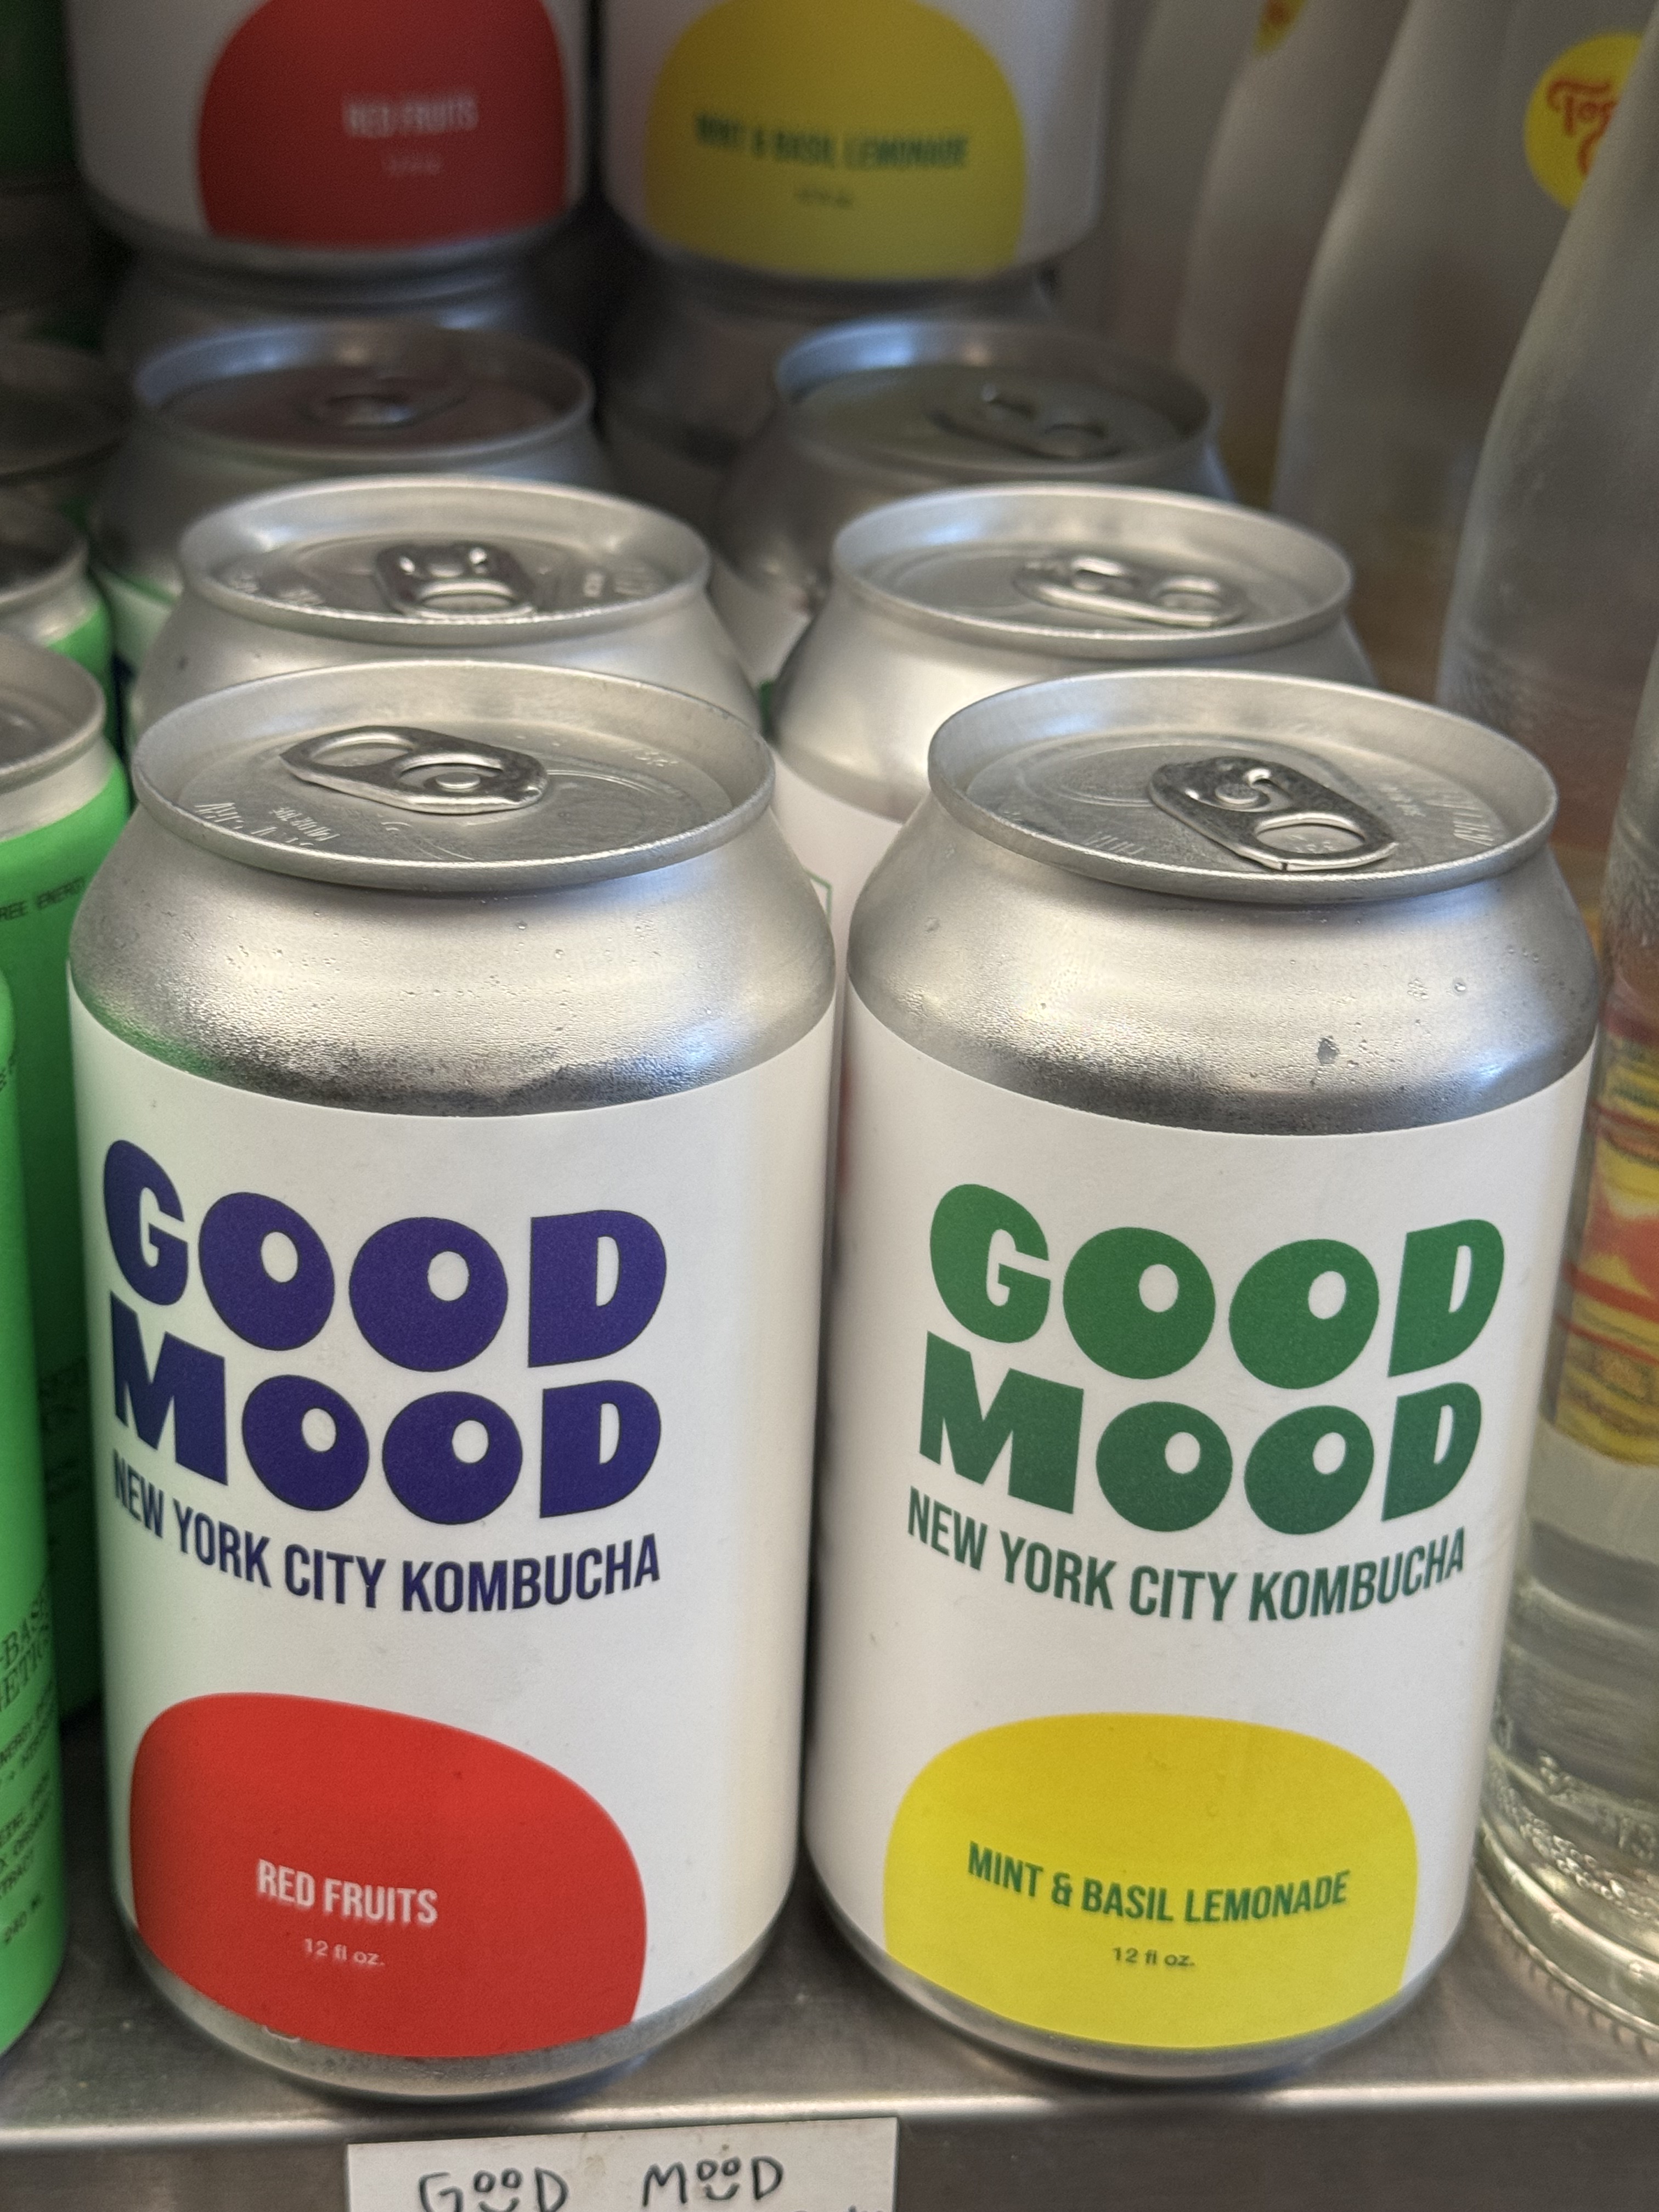 RED FRUITS
MINT & BASIL LEMONADE
GOOD
MOOD
NEW YORK CITY KOMBUCHA
RED FRUITS
12 fl oz.
GOOD
MOOD
NEW YORK CITY KOMBUCHA
MINT & BASIL LEMONADE
12 fl oz.
ENERGY
GOOD MOOD